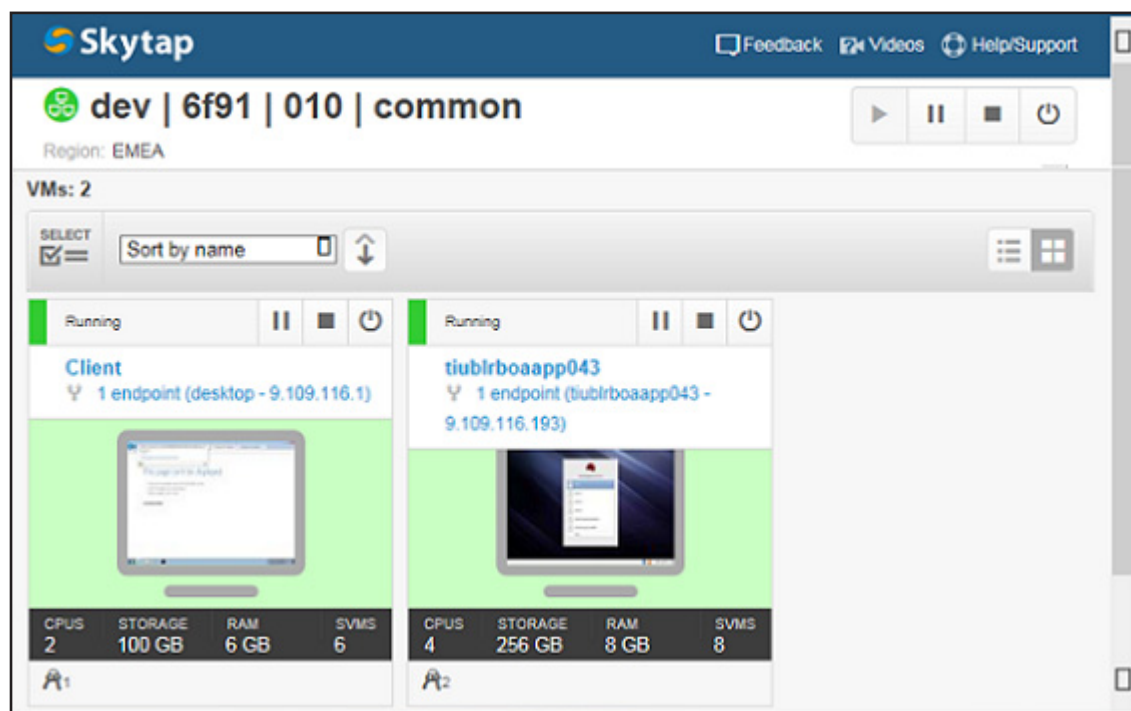 Skytap
Feedback Videos Help/Support
dev | 6f91 | 010 | common
Region: EMEA
VMs: 2
SELECT
Sort by name
Running
Client
1 endpoint (desktop - 9.109.116.1)
CPUS STORAGE RAM SVMS
2 100 GB 6 GB 6
1
Running
tiublrboaapp043
1 endpoint (tiublrboaapp043 -
9.109.116.193)
CPUS STORAGE RAM SVMS
4 256 GB 8 GB 8
2